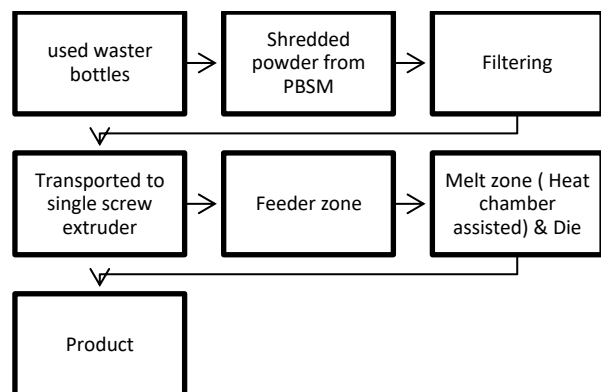 used waster
bottles
Shredded
powder from
PBSM
Filtering
Transported to
single screw
extruder
Feeder zone
Melt zone ( Heat
chamber
assisted) & Die
Product